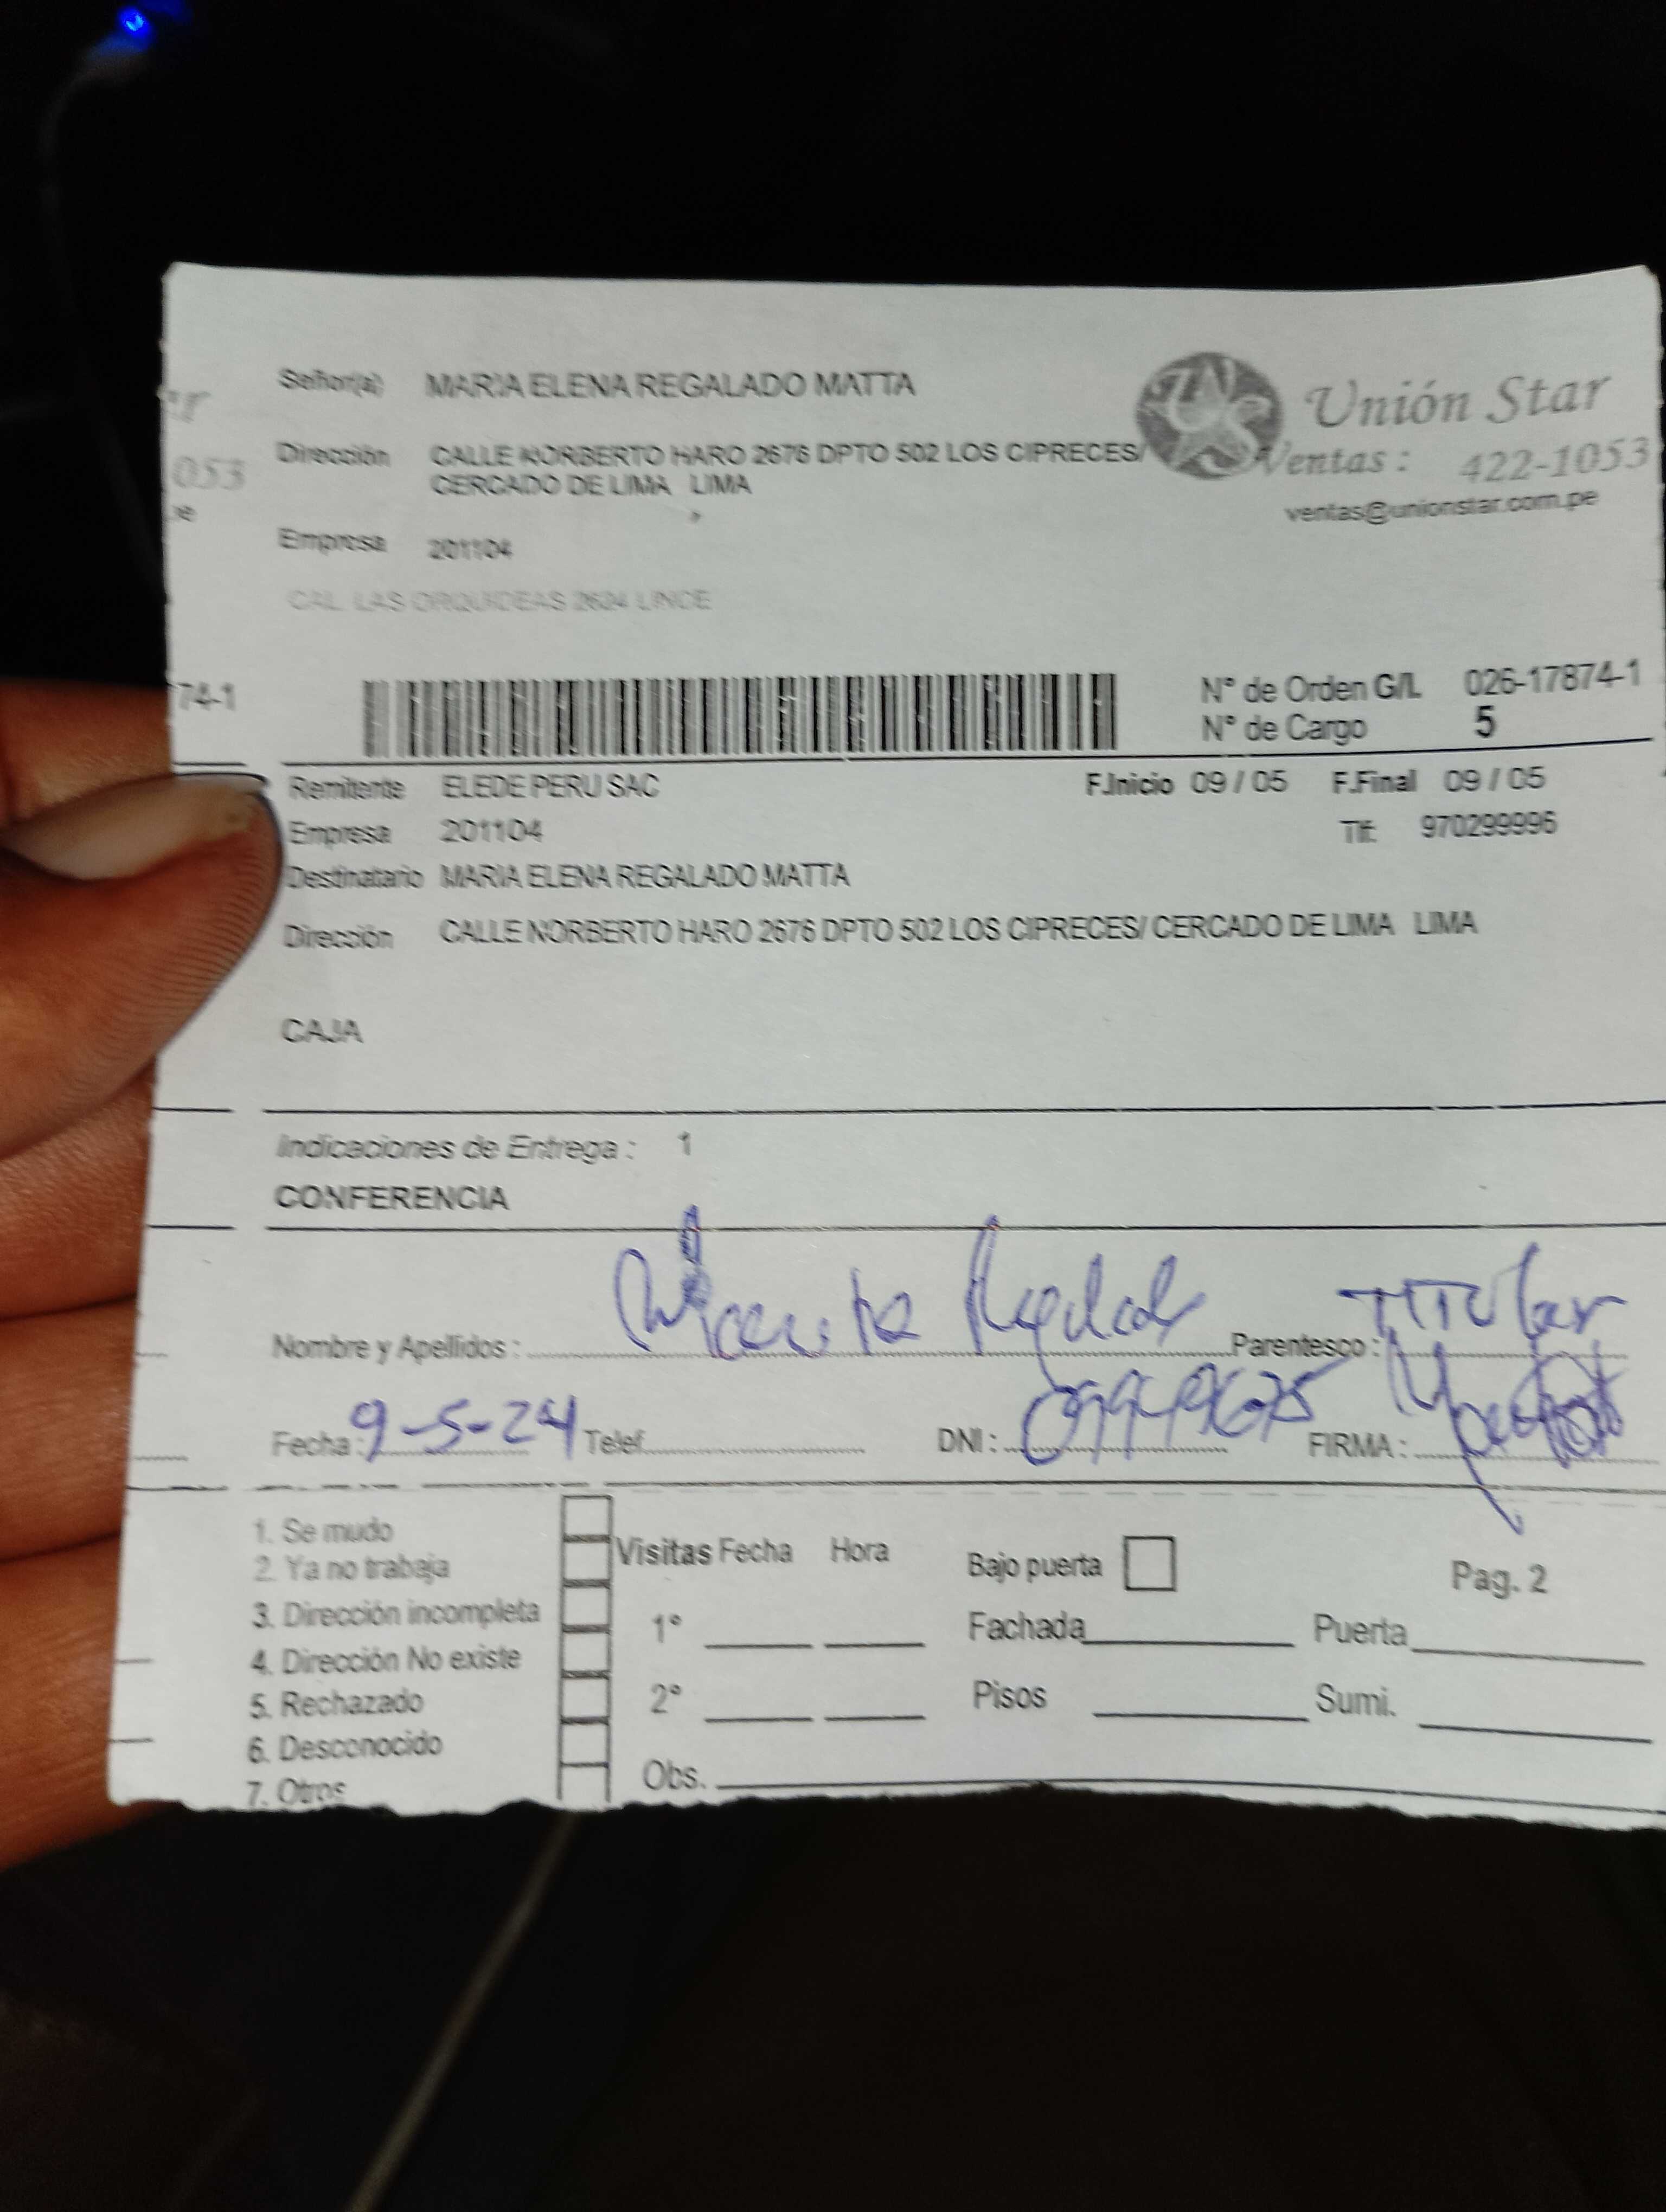 Señor(a) MARIA ELENA REGALADO MATTA
Unión Star
Dirección CALLE NORBERTO HARO 2676 DPTO 502 LOS CIPRECES/
CERCADO DE LIMA LIMA
Ventas: 422-1053
053
ventas@unionstar.com.pe
Empresa 201104
CAL. LAS ORQUIDEAS 2624 LINCE
74-1
N° de Orden G/L 026-17874-1
N° de Cargo 5
Remitente ELEDE PERU SAC F.Inicio 09 / 05 F.Final 09 / 05
Empresa 201104 Tlf: 970299996
Destinatario MARIA ELENA REGALADO MATTA
Dirección CALLE NORBERTO HARO 2676 DPTO 502 LOS CIPRECES/ CERCADO DE LIMA LIMA
CAJA
Indicaciones de Entrega : 1
CONFERENCIA
Nombre y Apellidos : Parentesco : Titular
Fecha : 9-5-24 Telef. DNI : FIRMA :
1. Se mudo
2. Ya no trabaja
3. Dirección incompleta
4. Dirección No existe
5. Rechazado
6. Desconocido
7. Otros
Visitas Fecha Hora
1°
2°
Obs.
Bajo puerta
Pag. 2
Fachada Puerta
Pisos Sumi.